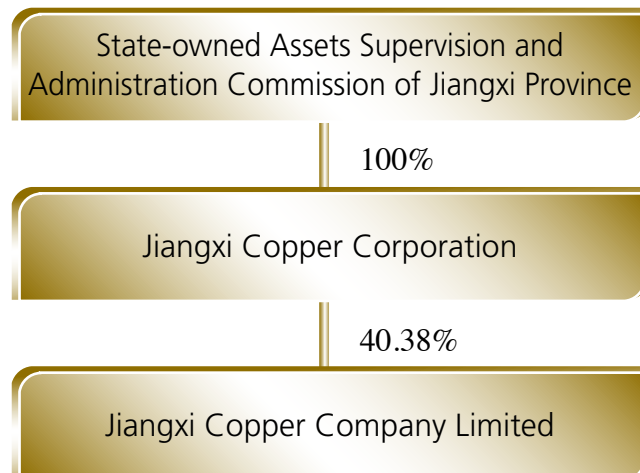 State-owned Assets Supervision and
Administration Commission of Jiangxi Province
100%
Jiangxi Copper Corporation
40.38%
Jiangxi Copper Company Limited